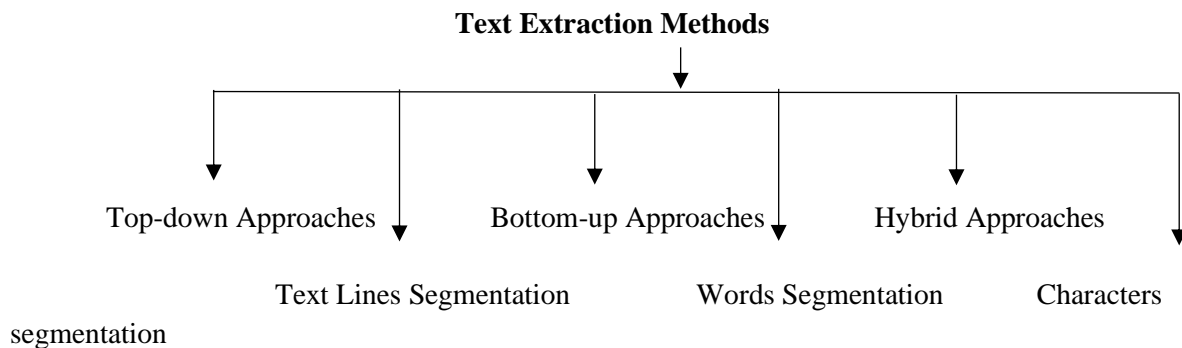 Text Extraction Methods
Top-down Approaches Bottom-up Approaches Hybrid Approaches
Text Lines Segmentation Words Segmentation Characters
segmentation